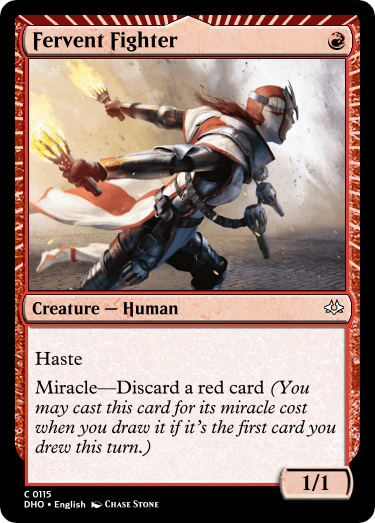 Fervent Fighter
Creature — Human
Haste
Miracle—Discard a red card (You
may cast this card for its miracle cost
when you draw it if it's the first card you
drew this turn.)
1/1
C 0115
DHO • English Chase Stone